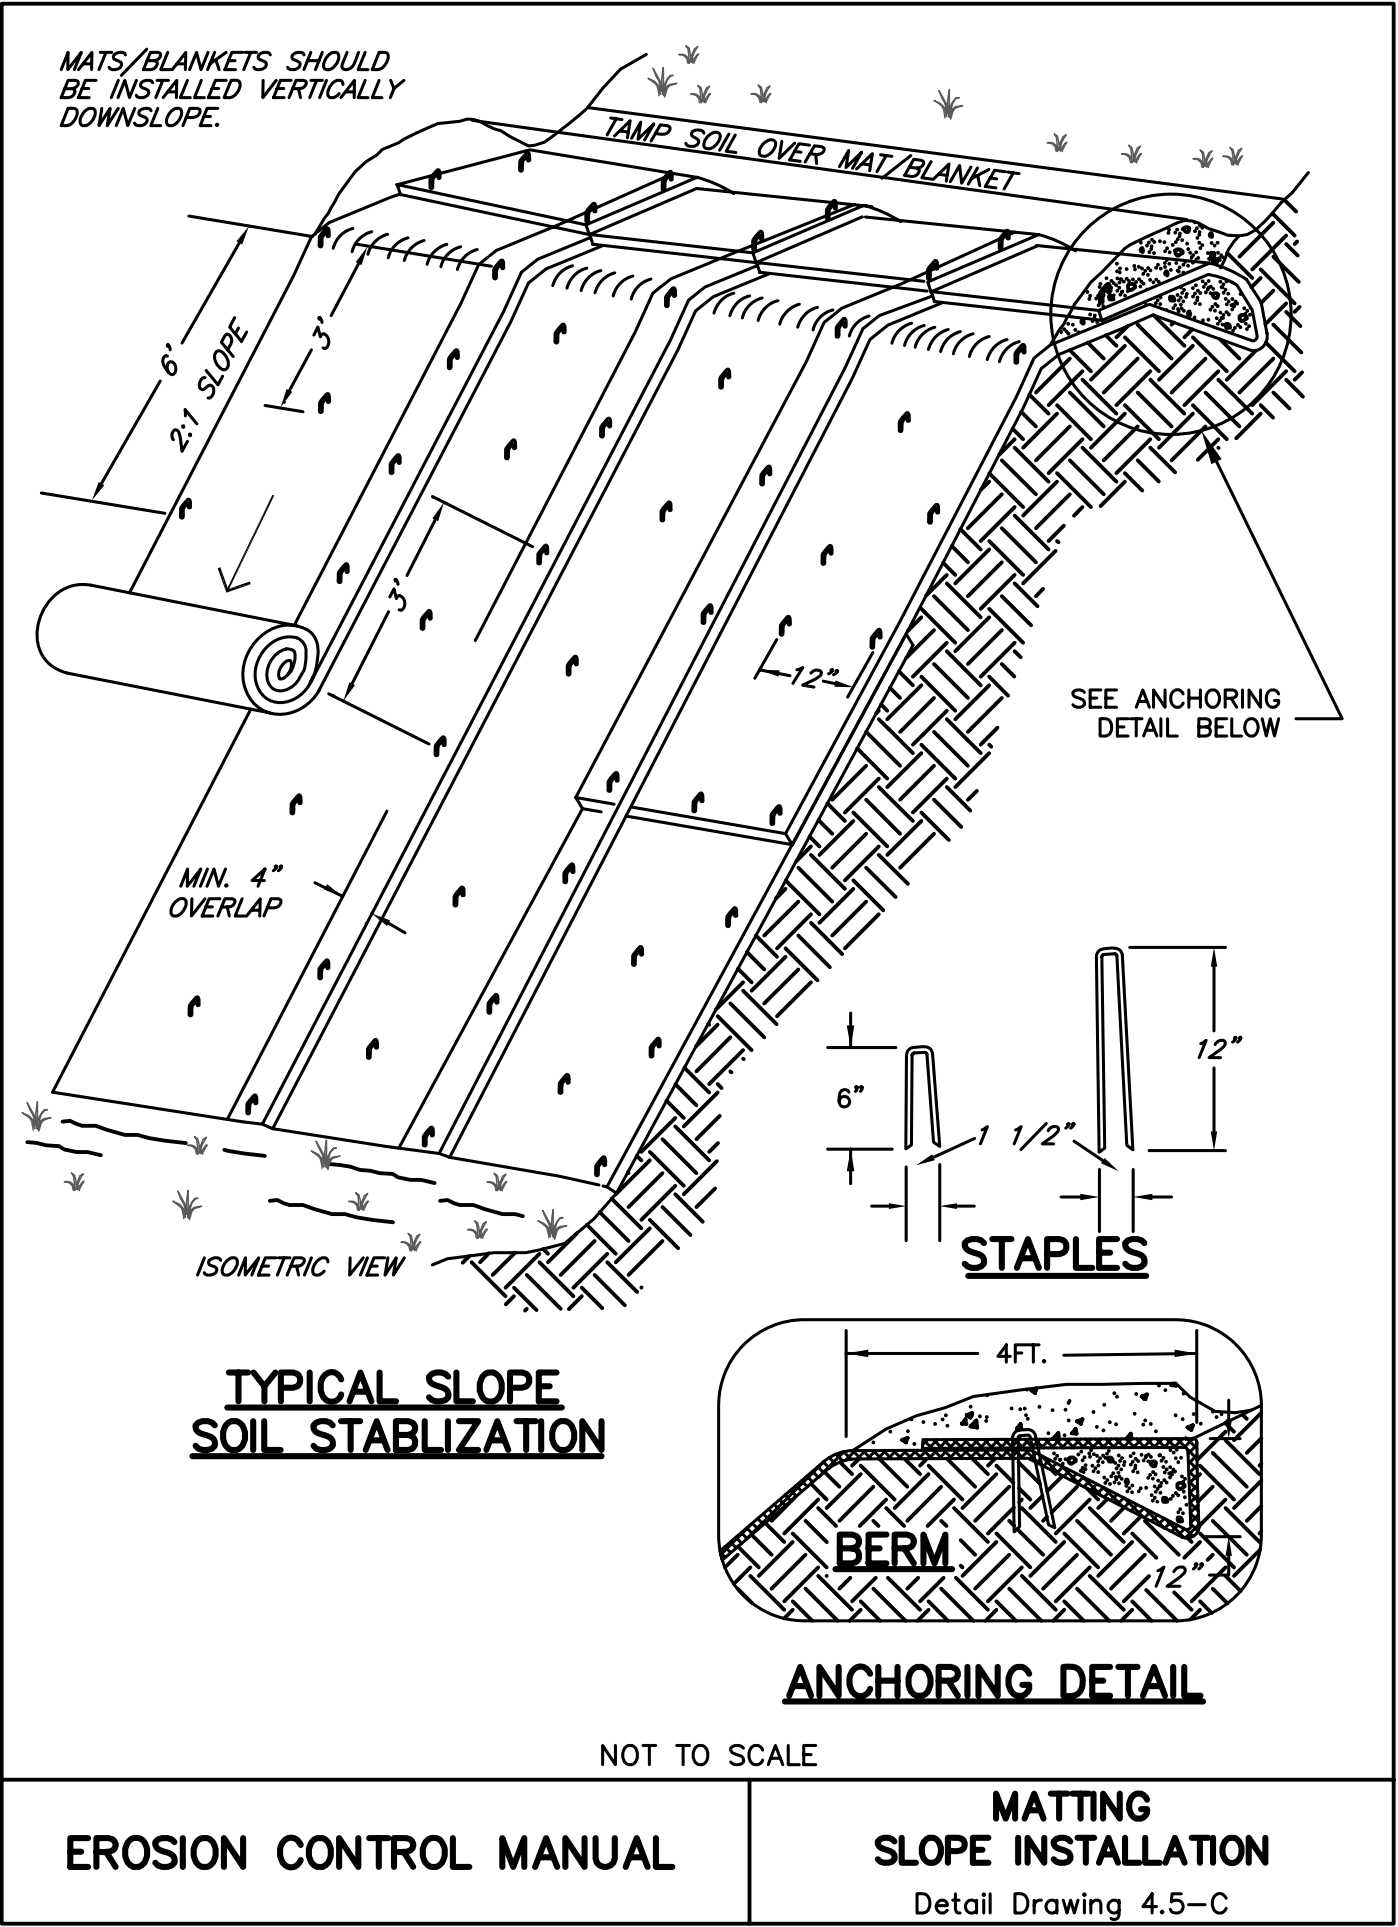 MATS/BLANKETS SHOULD
BE INSTALLED VERTICALLY
DOWNSLOPE.
TAMP SOIL OVER MAT/BLANKET
6'
2:1 SLOPE
3'
3'
12"
SEE ANCHORING
DETAIL BELOW
MIN. 4"
OVERLAP
12"
6"
1 1/2"
STAPLES
ISOMETRIC VIEW
TYPICAL SLOPE
SOIL STABLIZATION
4FT.
BERM
12"
ANCHORING DETAIL
NOT TO SCALE
EROSION CONTROL MANUAL
MATTING
SLOPE INSTALLATION
Detail Drawing 4.5-C